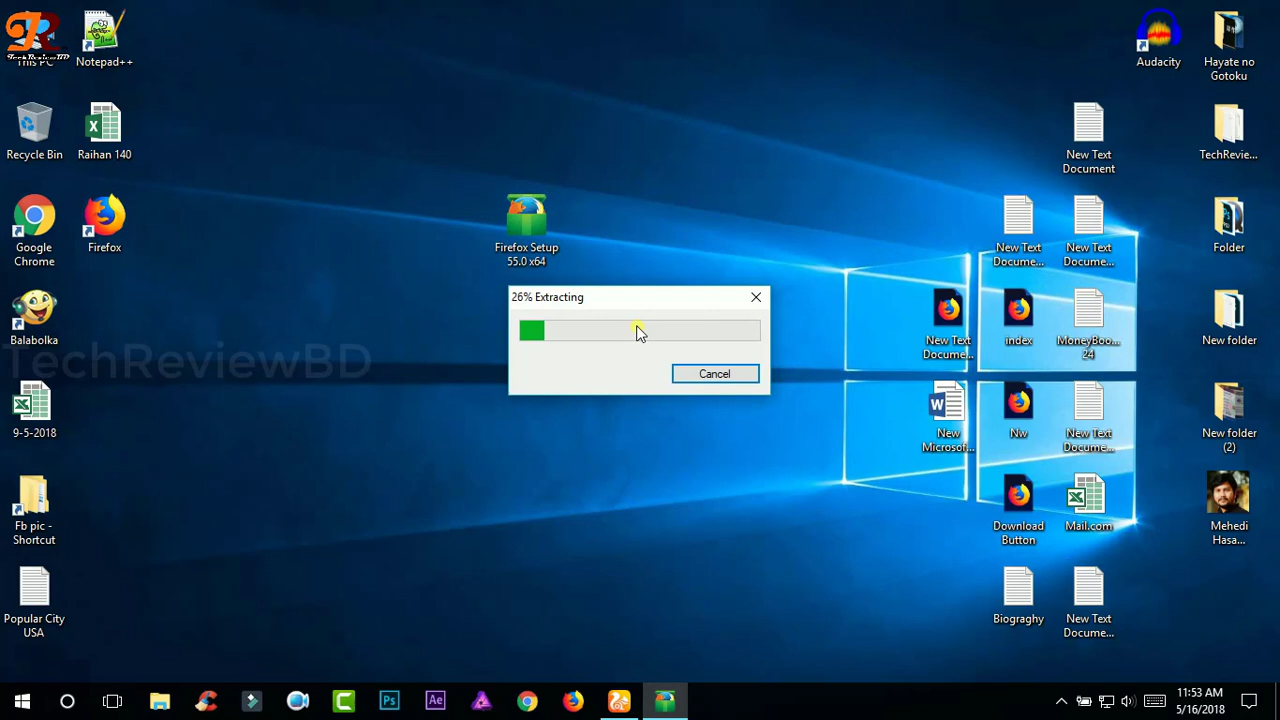 TechReviewBD
This PC
Notepad++
Recycle Bin
Raihan 140
Google
Chrome
Firefox
Balabolka
TechReviewBD
9-5-2018
Fb pic -
Shortcut
Popular City
USA
Firefox Setup
55.0 x64
26% Extracting
Cancel
Audacity
Hayate no
Gotoku
New Text
Document
TechRevie...
New Text
Docume...
New Text
Docume...
Folder
New Text
Docume...
index
MoneyBoo...
24
New folder
New
Microsof...
Nw
New Text
Docume...
New folder
(2)
Download
Button
Mail.com
Mehedi
Hasa...
Biograghy
New Text
Docume...
Ps
Ae
11:53 AM
5/16/2018